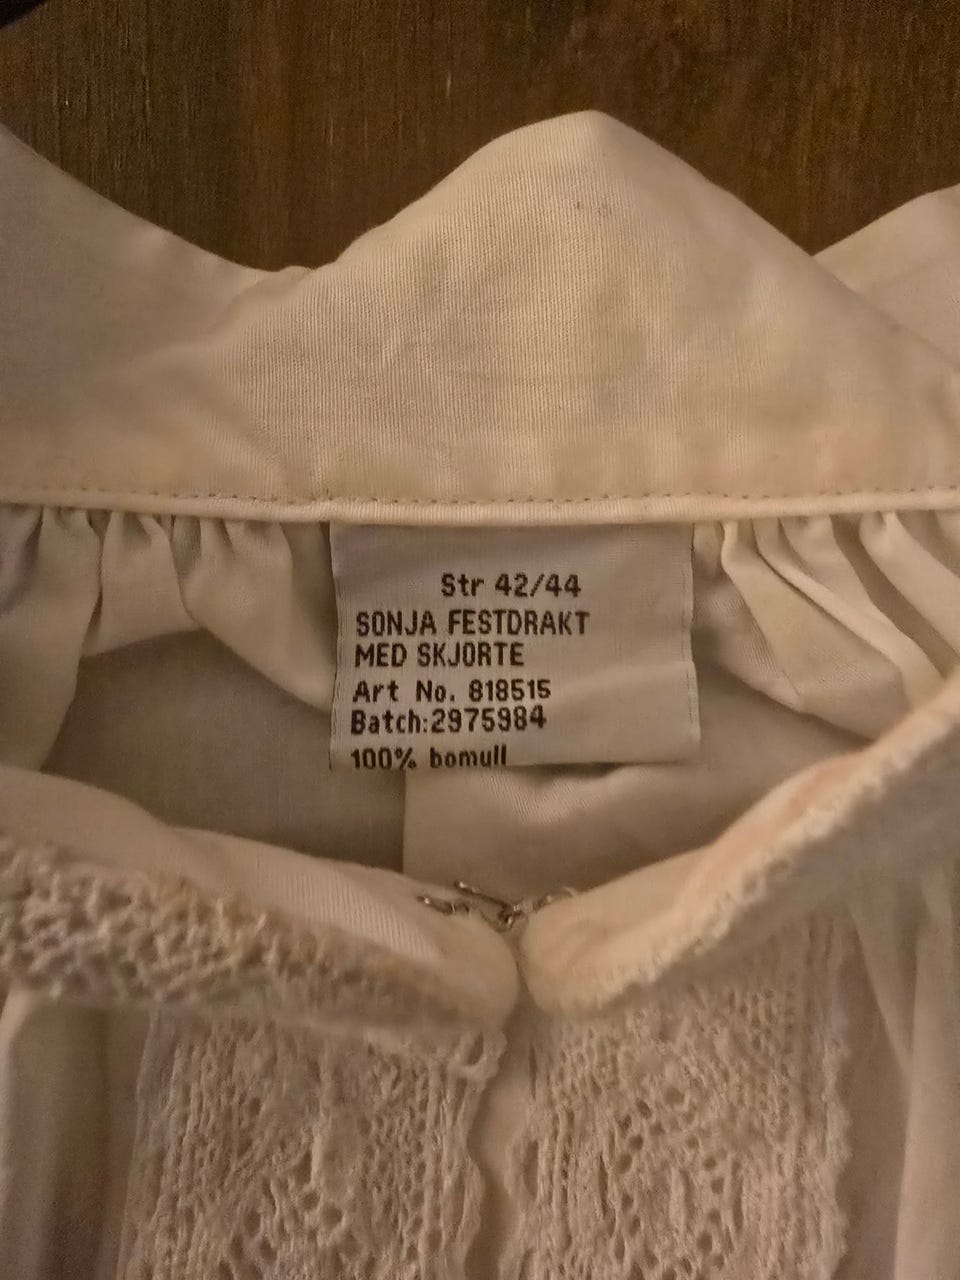 Str 42/44
SONJA FESTDRAKT
MED SKJORTE
Art No. 818515
Batch:2975984
100% bomull